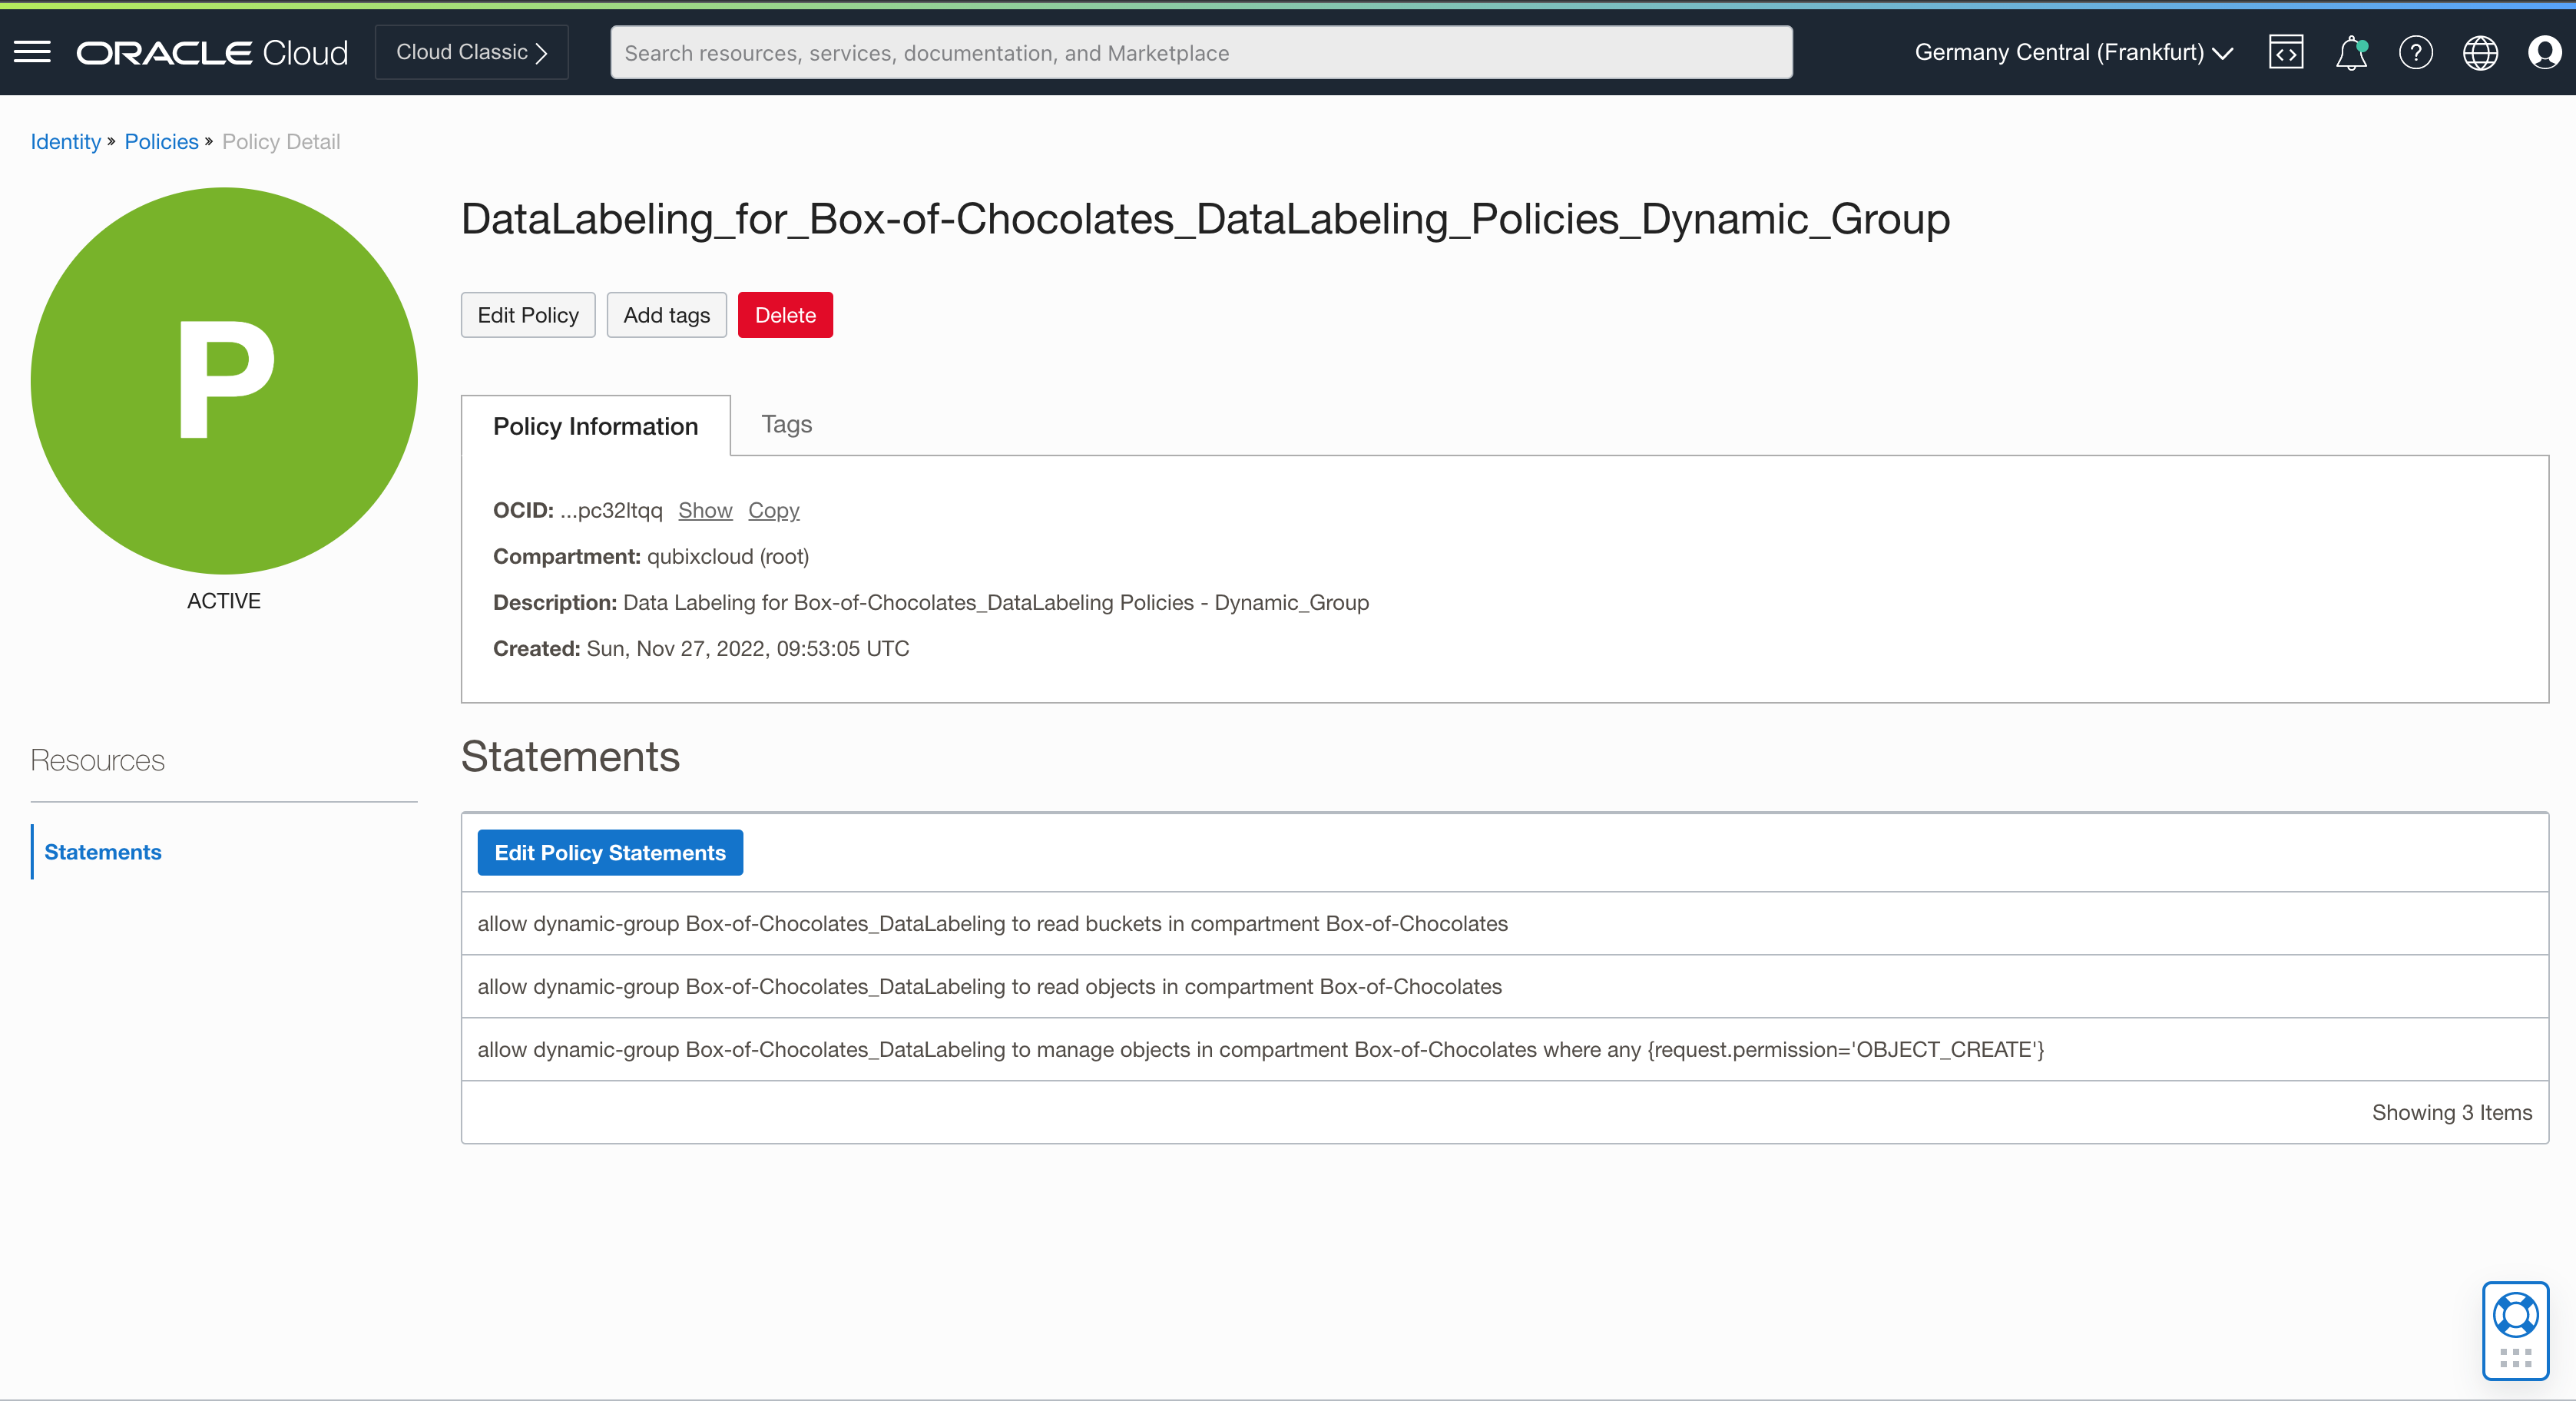 ORACLE Cloud
Cloud Classic
Search resources, services, documentation, and Marketplace
Germany Central (Frankfurt)
Identity » Policies » Policy Detail
P
ACTIVE
DataLabeling_for_Box-of-Chocolates_DataLabeling_Policies_Dynamic_Group
Edit Policy Add tags Delete
Policy Information Tags
OCID: ...pc32ltqq Show Copy
Compartment: qubixcloud (root)
Description: Data Labeling for Box-of-Chocolates_DataLabeling Policies - Dynamic_Group
Created: Sun, Nov 27, 2022, 09:53:05 UTC
Resources
Statements
Statements
Edit Policy Statements
allow dynamic-group Box-of-Chocolates_DataLabeling to read buckets in compartment Box-of-Chocolates
allow dynamic-group Box-of-Chocolates_DataLabeling to read objects in compartment Box-of-Chocolates
allow dynamic-group Box-of-Chocolates_DataLabeling to manage objects in compartment Box-of-Chocolates where any {request.permission='OBJECT_CREATE'}
Showing 3 Items